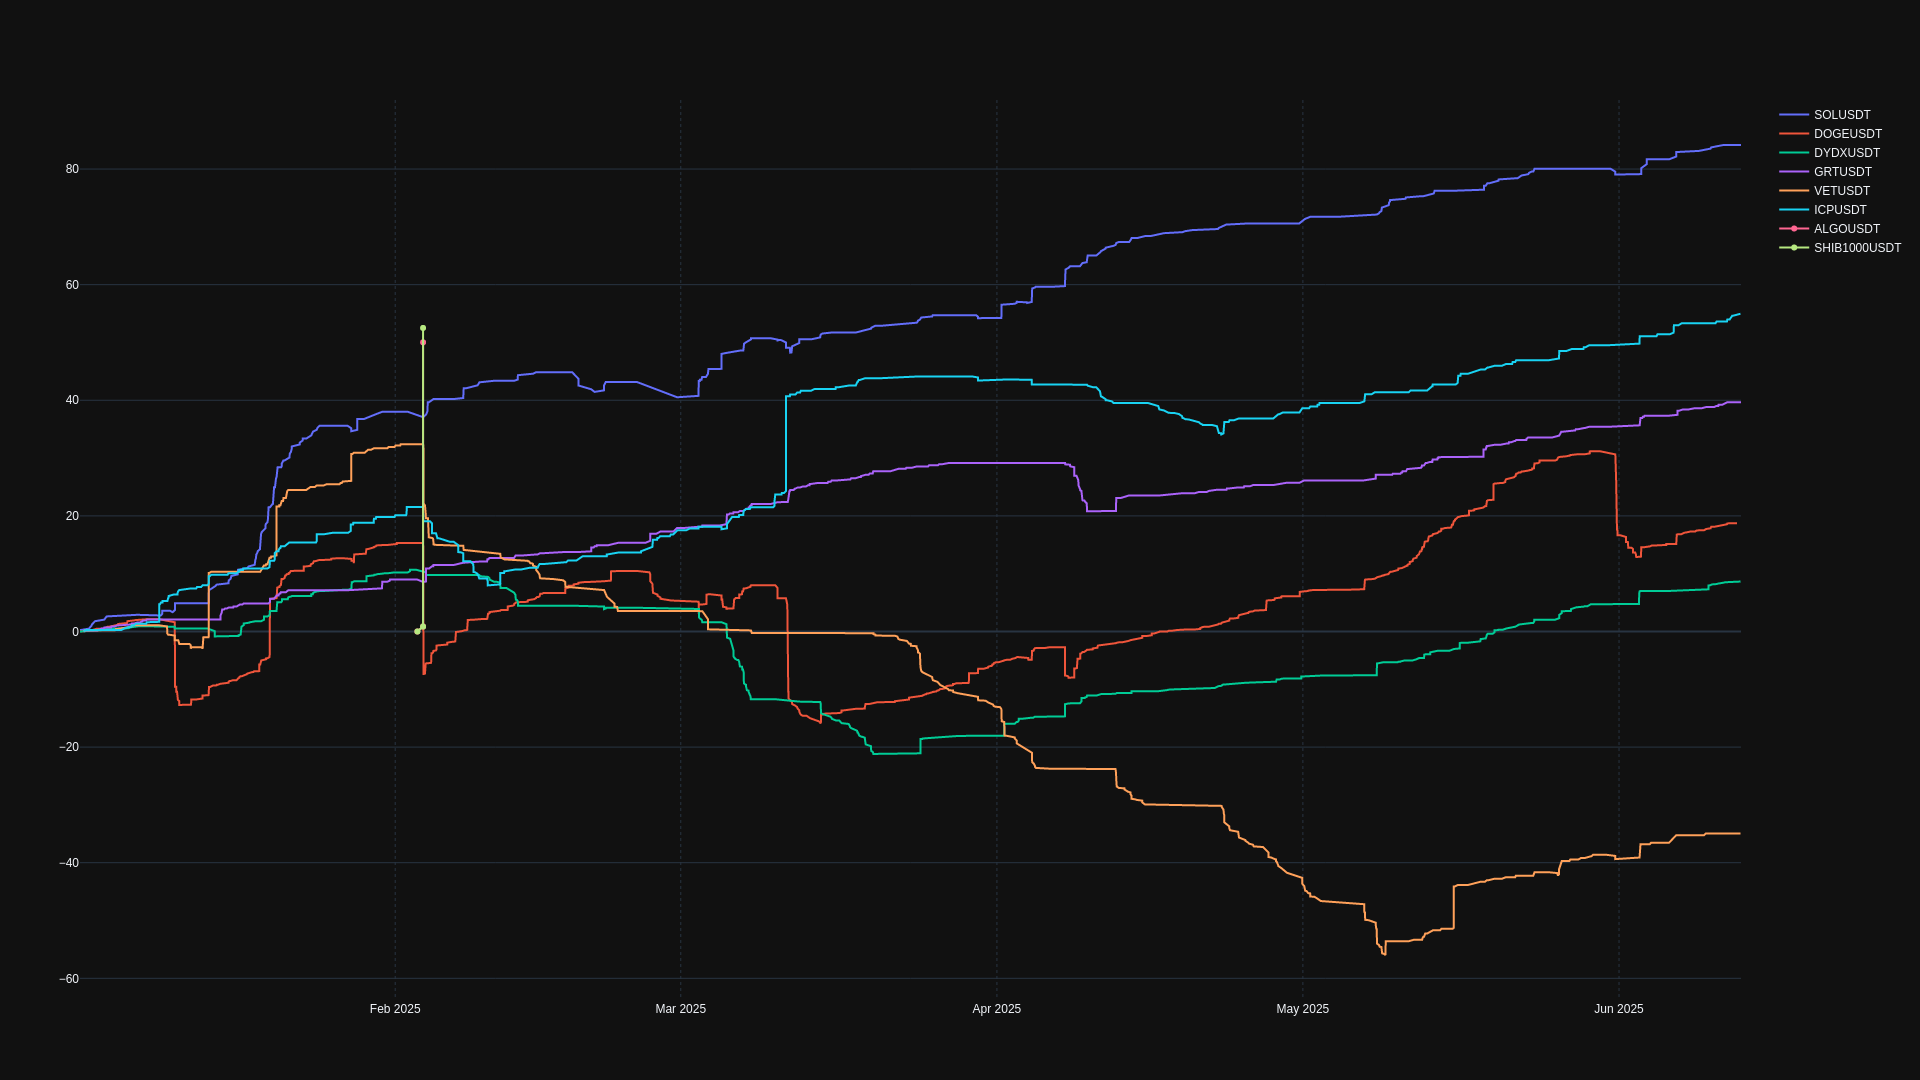 SOLUSDT
DOGEUSDT
DYDXUSDT
GRTUSDT
VETUSDT
ICPUSDT
ALGOUSDT
SHIB1000USDT
80
60
40
20
0
−20
−40
−60
Feb 2025
Mar 2025
Apr 2025
May 2025
Jun 2025